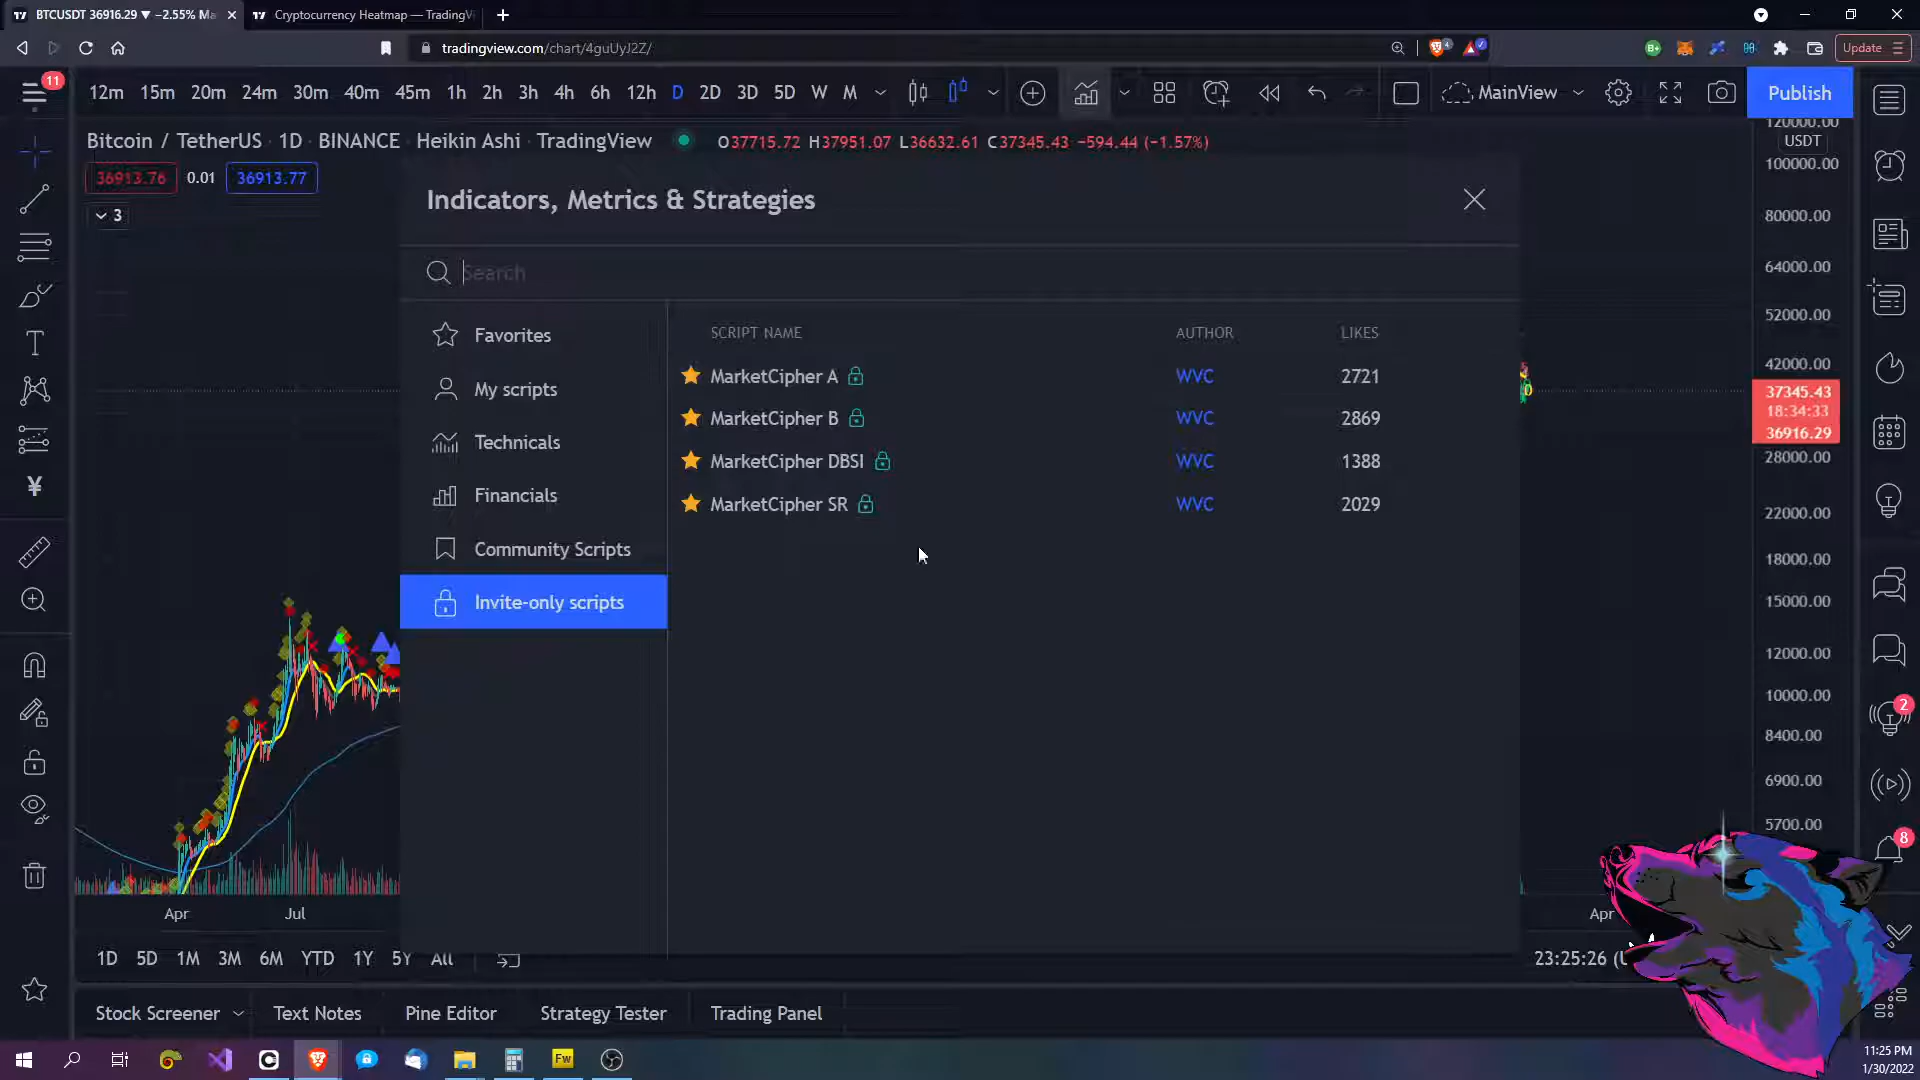 BTCUSDT 36916.29 ▼ −2.55% Ma
Cryptocurrency Heatmap — TradingVi
tradingview.com/chart/4guUyJ2Z/
Update
11
12m 15m 20m 24m 30m 40m 45m 1h 2h 3h 4h 6h 12h D 2D 3D 5D W M
MainView
Publish
Bitcoin / TetherUS · 1D · BINANCE · Heikin Ashi · TradingView
O37715.72 H37951.07 L36632.61 C37345.43 −594.44 (−1.57%)
36913.76 0.01 36913.77
3
Indicators, Metrics & Strategies
Search
Favorites
My scripts
Technicals
Financials
Community Scripts
Invite-only scripts
SCRIPT NAME AUTHOR LIKES
MarketCipher A WVC 2721
MarketCipher B WVC 2869
MarketCipher DBSI WVC 1388
MarketCipher SR WVC 2029
120000.00
USDT
100000.00
80000.00
64000.00
52000.00
42000.00
37345.43
18:34:33
36916.29
28000.00
22000.00
18000.00
15000.00
12000.00
10000.00
8400.00
6900.00
5700.00
2
8
Apr Jul Apr
1D 5D 1M 3M 6M YTD 1Y 5Y All
23:25:26 (U
Stock Screener Text Notes Pine Editor Strategy Tester Trading Panel
Fw
11:25 PM
1/30/2022